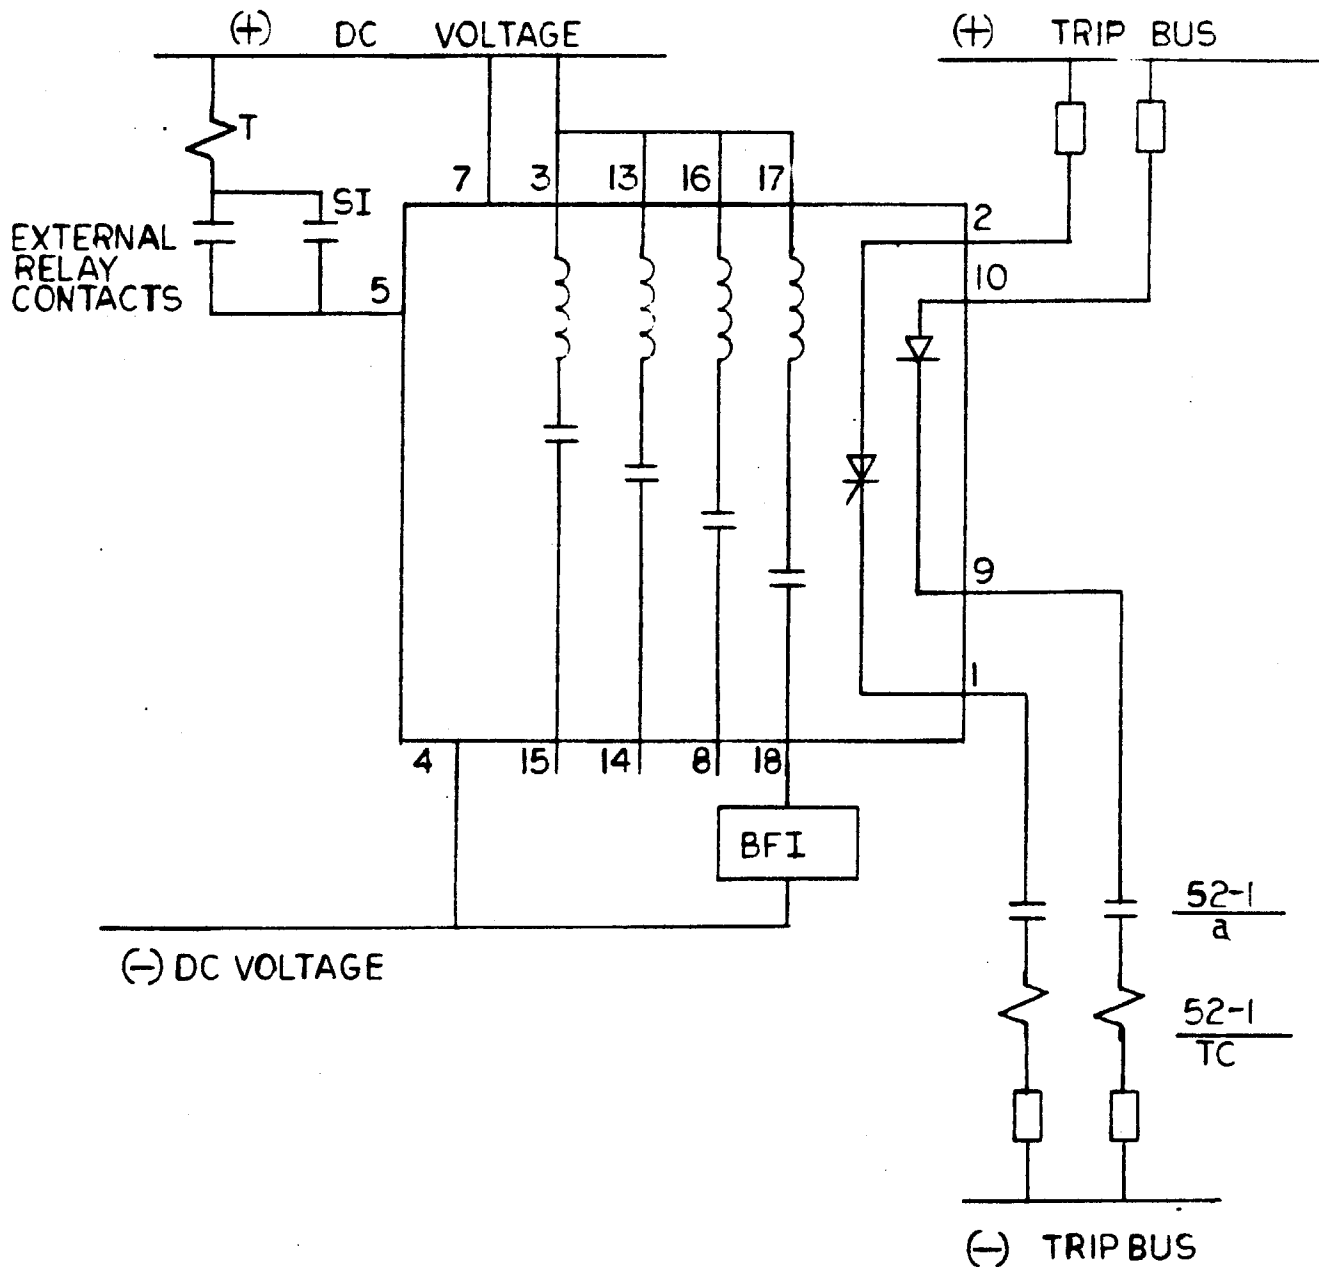 (+) DC VOLTAGE
(+) TRIP BUS
T
7 3 13 16 17
SI
EXTERNAL
RELAY
CONTACTS
5
2
10
9
1
4 15 14 8 18
BFI
52-1
a
(-) DC VOLTAGE
52-1
TC
(-) TRIP BUS